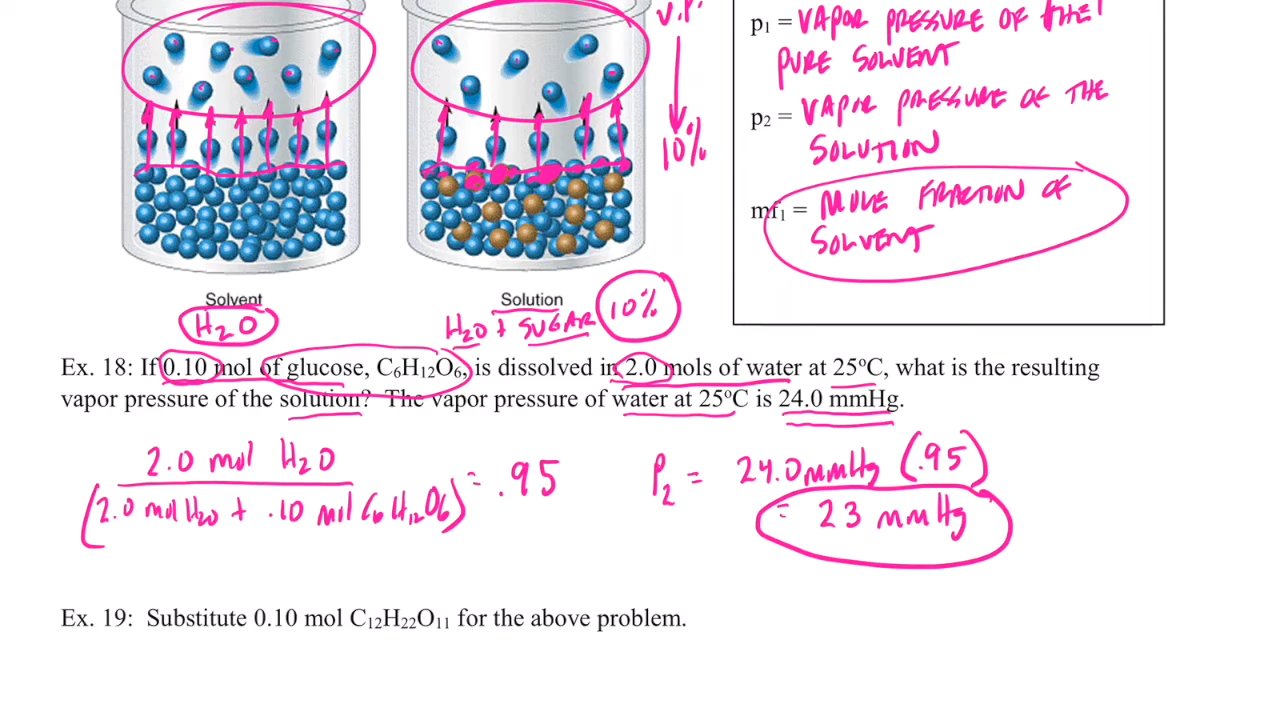 V.P.
10%
p1 = VAPOR PRESSURE OF THE
PURE SOLVENT
p2 = VAPOR PRESSURE OF THE
SOLUTION
mf1 = MOLE FRACTION OF
SOLVENT
Solvent
H2O
Solution
H2O + SUGAR
10%
Ex. 18: If 0.10 mol of glucose, C6H12O6, is dissolved in 2.0 mols of water at 25°C, what is the resulting
vapor pressure of the solution? The vapor pressure of water at 25°C is 24.0 mmHg.
2.0 mol H2O
(2.0 mol H2O + .10 mol C6H12O6) = .95
P2 = 24.0 mmHg (.95)
= 23 mmHg
Ex. 19: Substitute 0.10 mol C12H22O11 for the above problem.